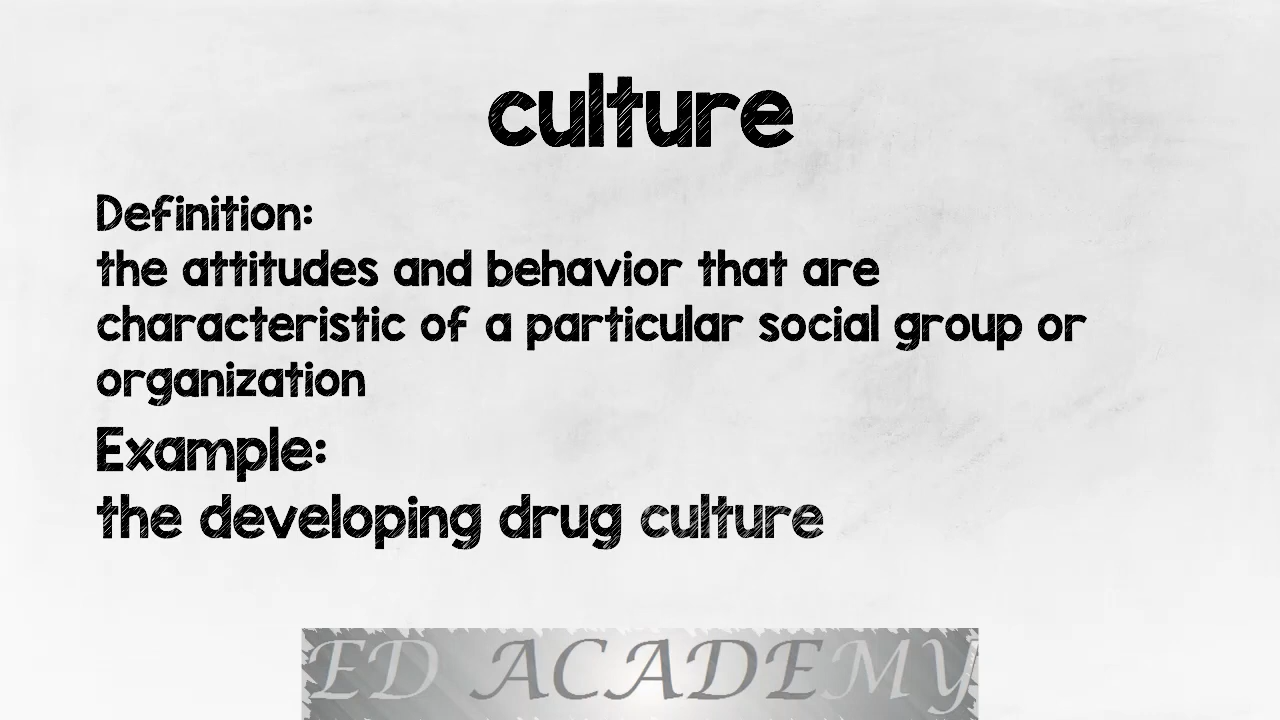 culture
Definition:
the attitudes and behavior that are
characteristic of a particular social group or
organization
Example:
the developing drug culture
ED ACADEMY